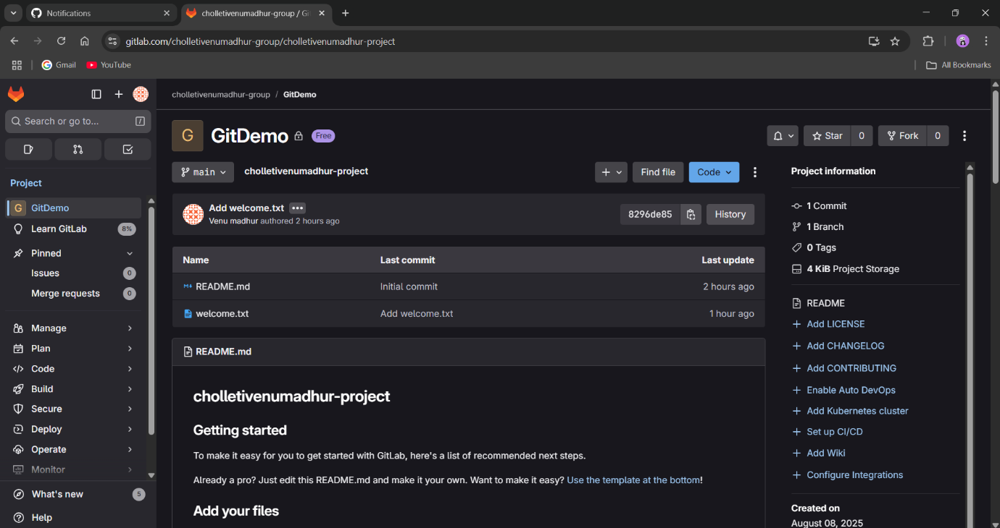 Notifications
cholletivenumadhur-group / Gi
gitlab.com/cholletivenumadhur-group/cholletivenumadhur-project
Gmail
YouTube
All Bookmarks
cholletivenumadhur-group / GitDemo
Search or go to... /
G GitDemo Free
Star 0
Fork 0
Project
G GitDemo
Learn GitLab 8%
Pinned
Issues 0
Merge requests 0
Manage
Plan
Code
Build
Secure
Deploy
Operate
Monitor
What's new 5
Help
main cholletivenumadhur-project
Find file
Code
Add welcome.txt
Venu madhur authored 2 hours ago
8296de85
History
Name Last commit Last update
README.md Initial commit 2 hours ago
welcome.txt Add welcome.txt 1 hour ago
README.md
cholletivenumadhur-project
Getting started
To make it easy for you to get started with GitLab, here's a list of recommended next steps.
Already a pro? Just edit this README.md and make it your own. Want to make it easy? Use the template at the bottom!
Add your files
Project information
1 Commit
1 Branch
0 Tags
4 KiB Project Storage
README
+ Add LICENSE
+ Add CHANGELOG
+ Add CONTRIBUTING
+ Enable Auto DevOps
+ Add Kubernetes cluster
+ Set up CI/CD
+ Add Wiki
+ Configure Integrations
Created on
August 08, 2025